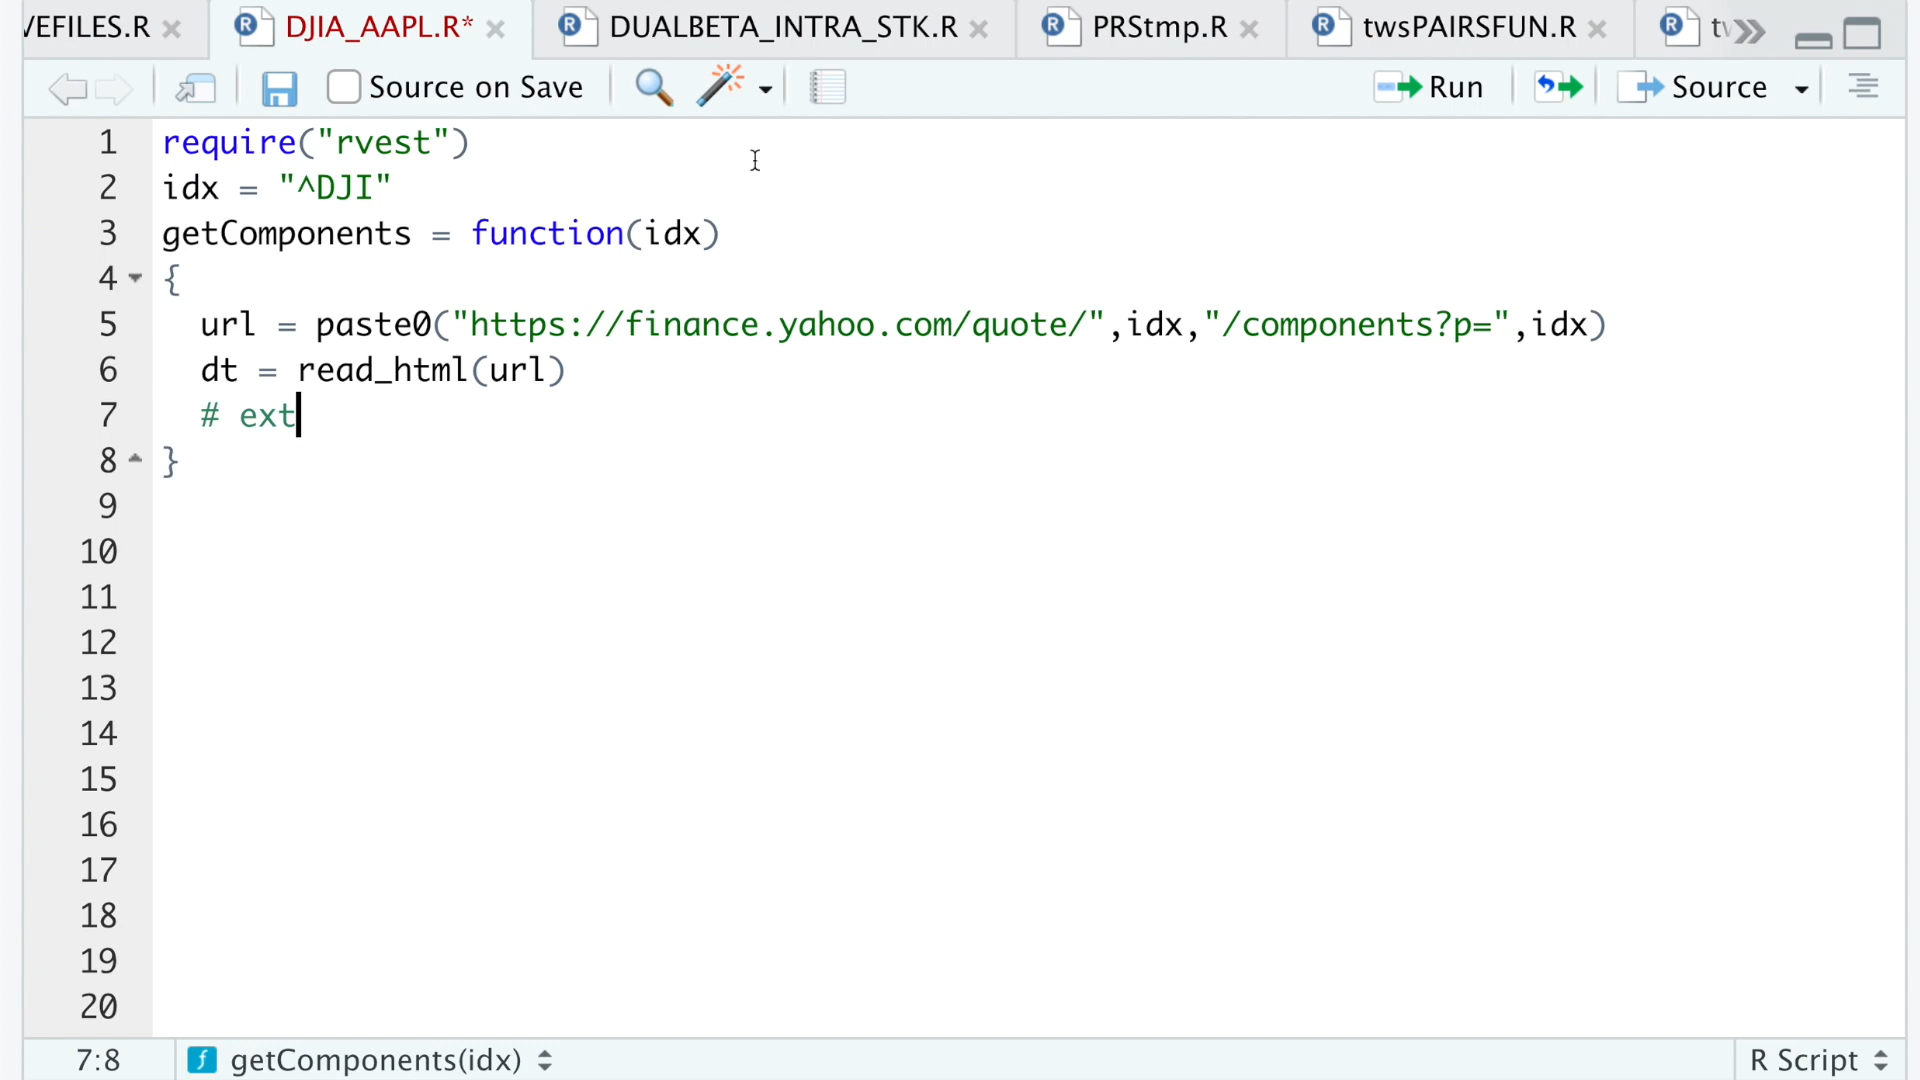 VEFILES.R DJIA_AAPL.R* DUALBETA_INTRA_STK.R PRStmp.R twsPAIRSFUN.R
Source on Save Run Source
1 require("rvest")
2 idx = "^DJI"
3 getComponents = function(idx)
4 {
5 url = paste0("https://finance.yahoo.com/quote/",idx,"/components?p=",idx)
6 dt = read_html(url)
7 # ext
8 }
9
10
11
12
13
14
15
16
17
18
19
20
7:8 getComponents(idx) R Script